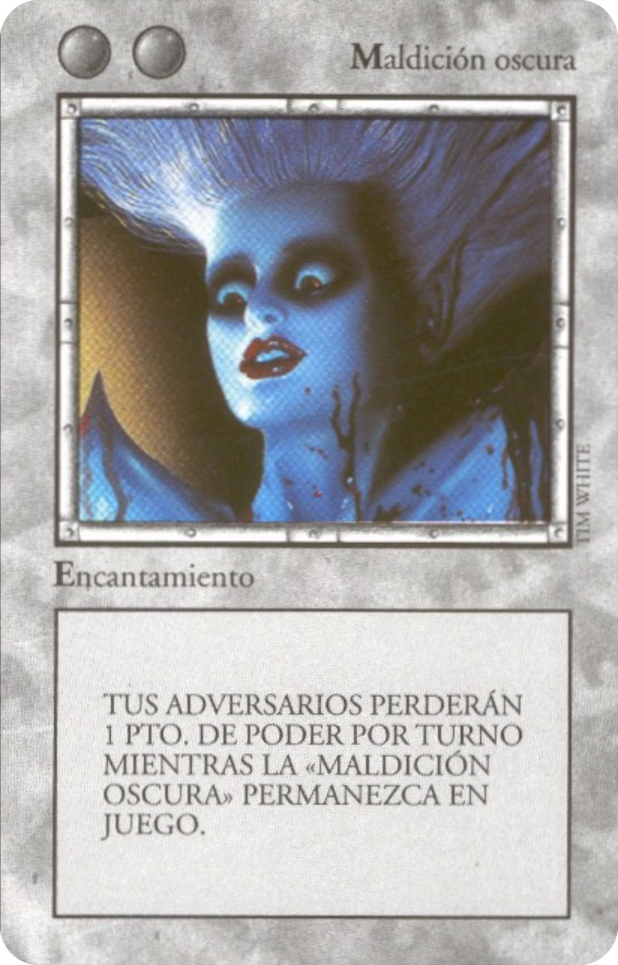 Maldición oscura
TIM WHITE
Encantamiento
TUS ADVERSARIOS PERDERÁN
1 PTO. DE PODER POR TURNO
MIENTRAS LA «MALDICIÓN
OSCURA» PERMANEZCA EN
JUEGO.